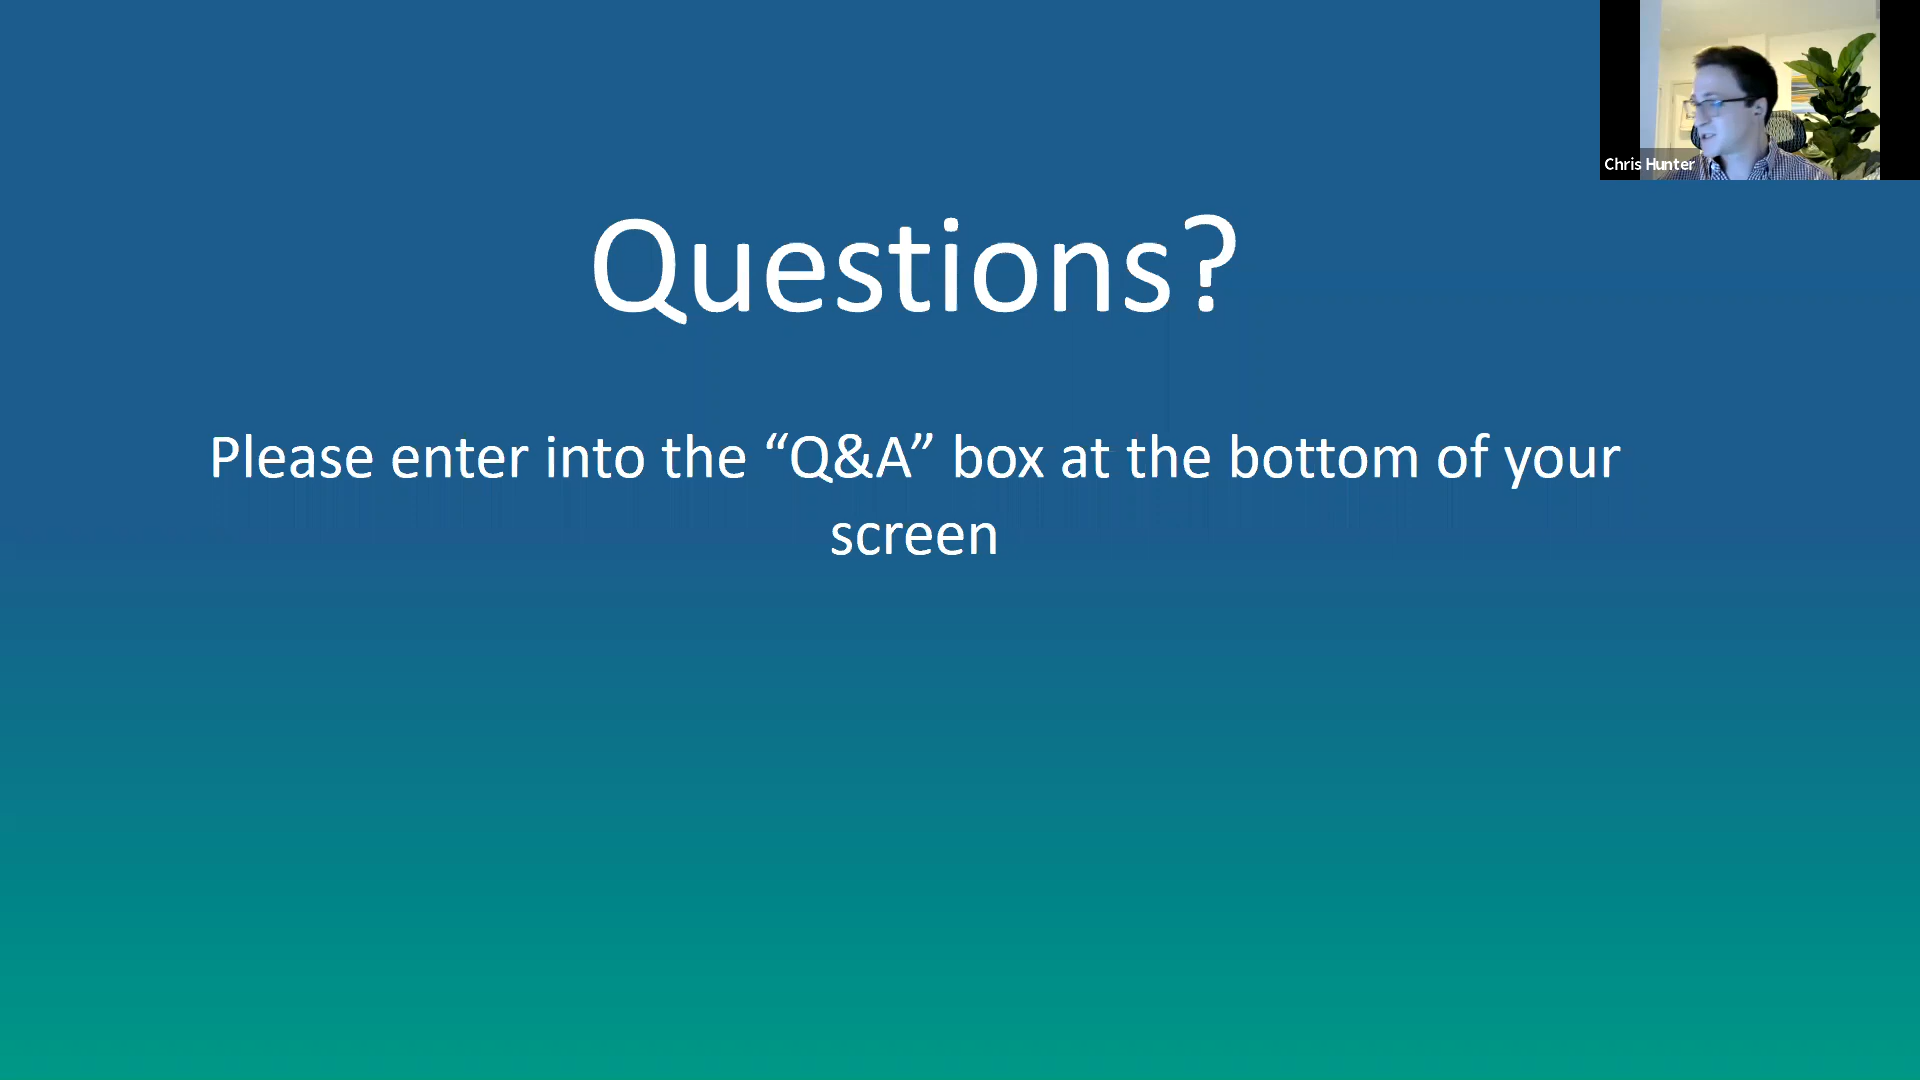 Chris Hunter
Questions?
Please enter into the “Q&A” box at the bottom of your
screen